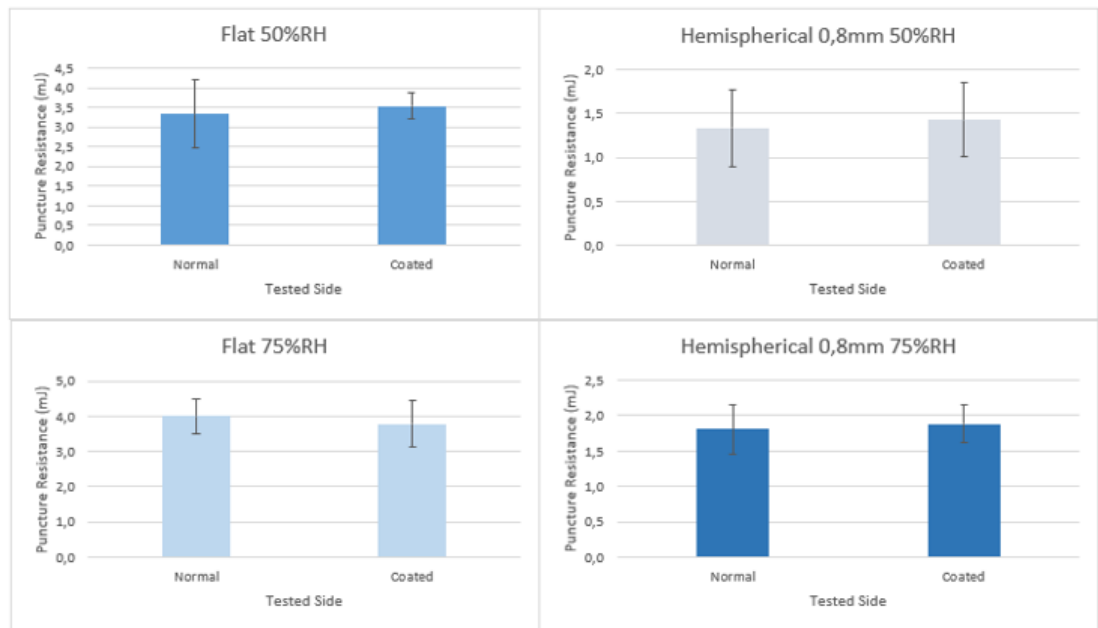 Flat 50%RH
Puncture Resistance (mJ)
4,5
4,0
3,5
3,0
2,5
2,0
1,5
1,0
0,5
0,0
Normal
Coated
Tested Side
Hemispherical 0,8mm 50%RH
Puncture Resistance (mJ)
2,0
1,5
1,0
0,5
0,0
Normal
Coated
Tested Side
Flat 75%RH
Puncture Resistance (mJ)
5,0
4,0
3,0
2,0
1,0
0,0
Normal
Coated
Tested Side
Hemispherical 0,8mm 75%RH
Puncture Resistance (mJ)
2,5
2,0
1,5
1,0
0,5
0,0
Normal
Coated
Tested Side